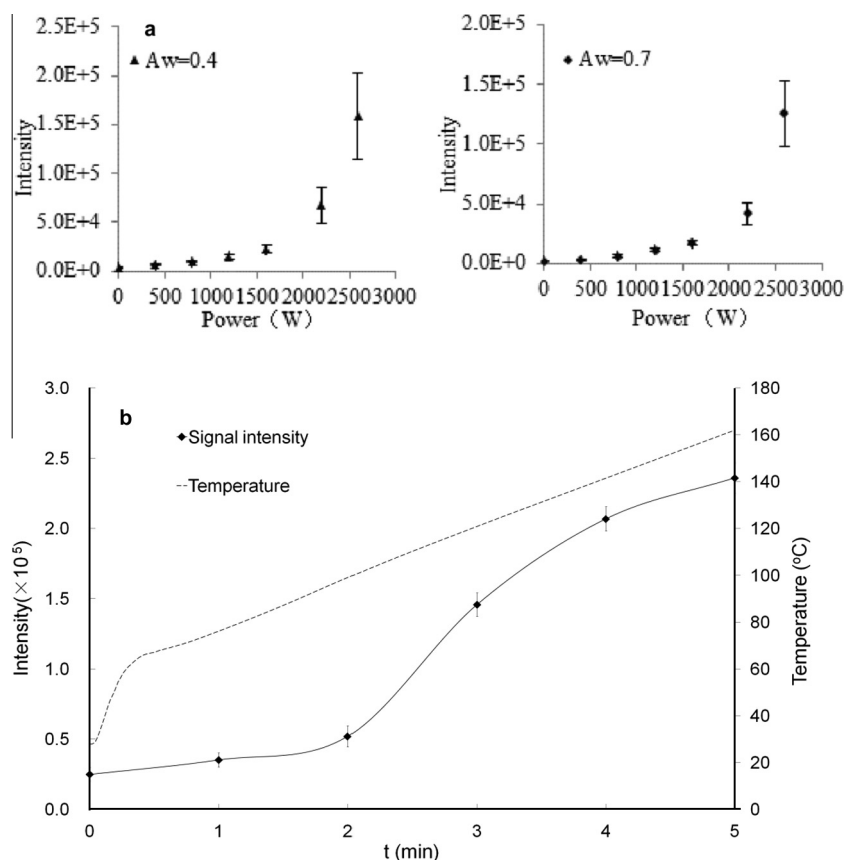 a
Aw=0.4
2.5E+5
2.0E+5
1.5E+5
1.0E+5
5.0E+4
0.0E+0
Intensity
0 500 1000 1500 2000 2500 3000
Power（W）
Aw=0.7
2.0E+5
1.5E+5
1.0E+5
5.0E+4
0.0E+0
Intensity
0 500 1000 1500 2000 2500 3000
Power（W）
b
Signal intensity
Temperature
3.0
2.5
2.0
1.5
1.0
0.5
0.0
Intensity(×10⁵)
180
160
140
120
100
80
60
40
20
0
Temperature (ºC)
0 1 2 3 4 5
t (min)